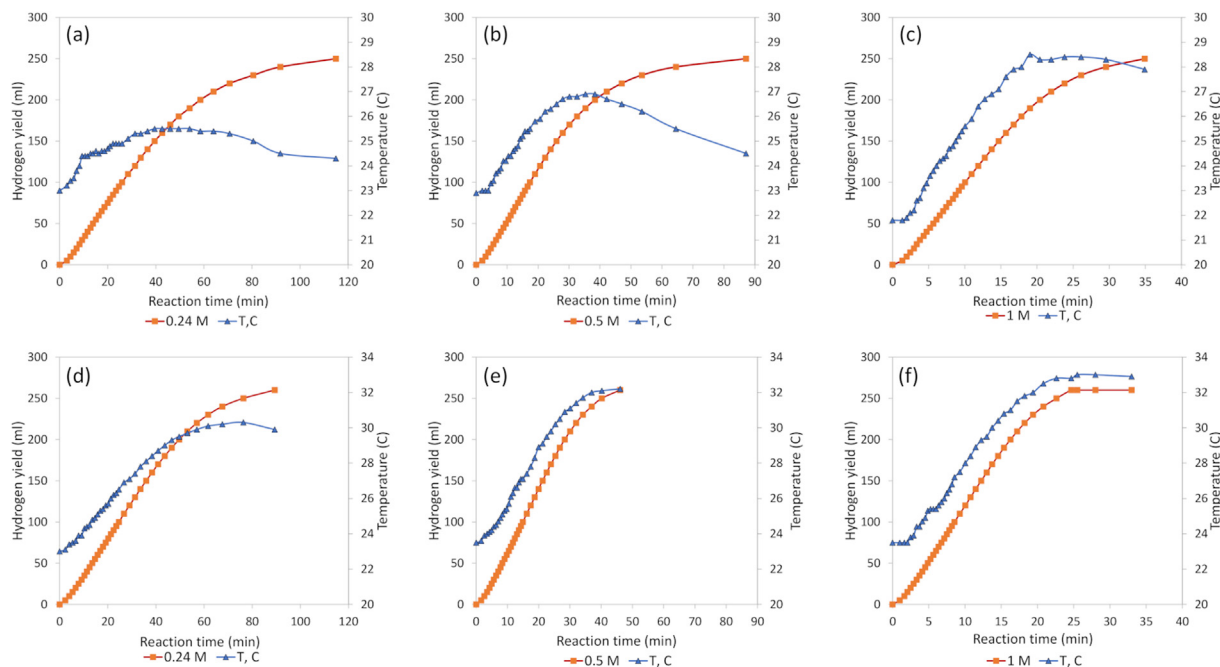 (a)
Hydrogen yield (ml)
300
250
200
150
100
50
0
30
29
28
27
26
25
24
23
22
21
20
Temperature (C)
0 20 40 60 80 100 120
Reaction time (min)
0.24 M T,C
(b)
Hydrogen yield (ml)
300
250
200
150
100
50
0
30
29
28
27
26
25
24
23
22
21
20
Temperature (C)
0 10 20 30 40 50 60 70 80 90
Reaction time (min)
0.5 M T, C
(c)
Hydrogen yield (ml)
300
250
200
150
100
50
0
30
29
28
27
26
25
24
23
22
21
20
Temperature (C)
0 5 10 15 20 25 30 35 40
Reaction time (min)
1 M T, C
(d)
Hydrogen yield (ml)
300
250
200
150
100
50
0
34
32
30
28
26
24
22
20
Temperature (C)
0 20 40 60 80 100 120
Reaction time (min)
0.24 M T, C
(e)
Hydrogen yield (ml)
300
250
200
150
100
50
0
34
32
30
28
26
24
22
20
Temperature (C)
0 10 20 30 40 50 60 70 80 90
Reaction time (min)
0.5 M T, C
(f)
Hydrogen yield (ml)
300
250
200
150
100
50
0
34
32
30
28
26
24
22
20
Temperature (C)
0 5 10 15 20 25 30 35 40
Reaction time (min)
1 M T, C